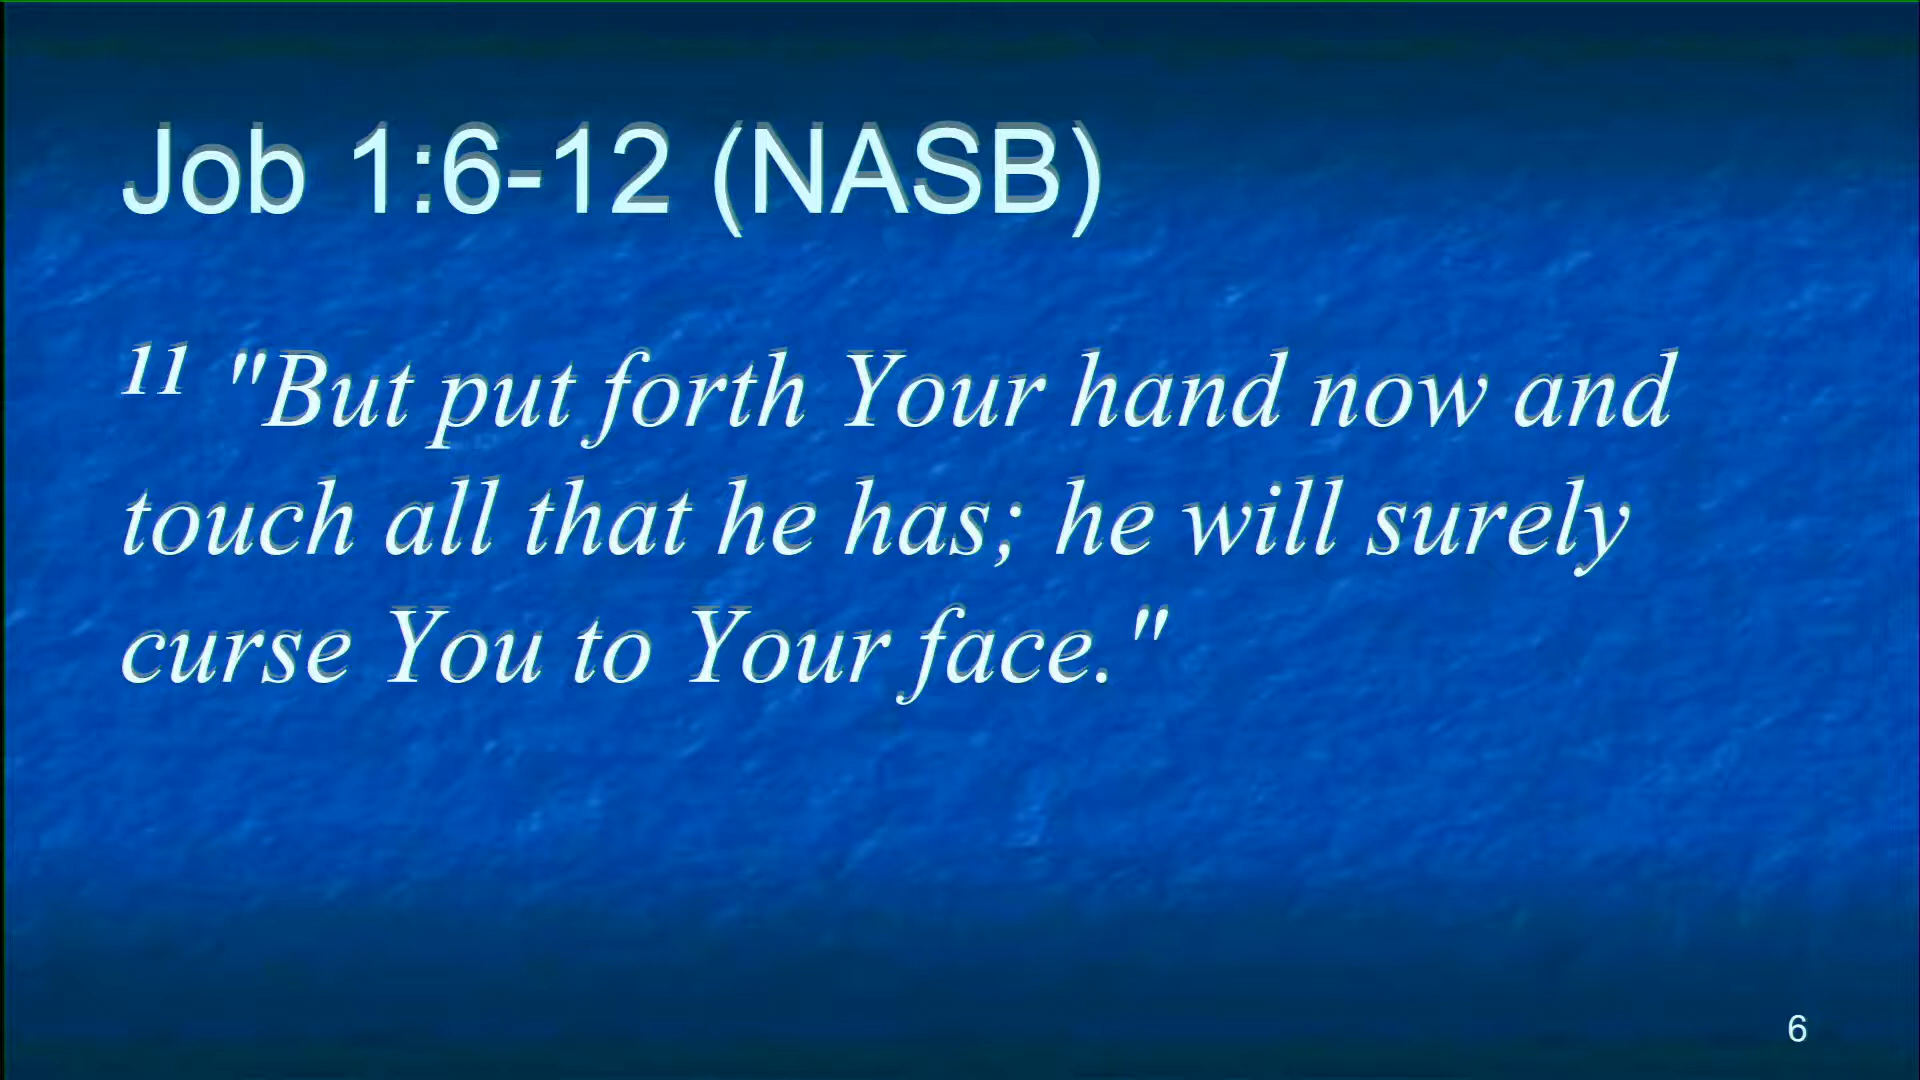 Job 1:6-12 (NASB)
11 "But put forth Your hand now and
touch all that he has; he will surely
curse You to Your face."
6